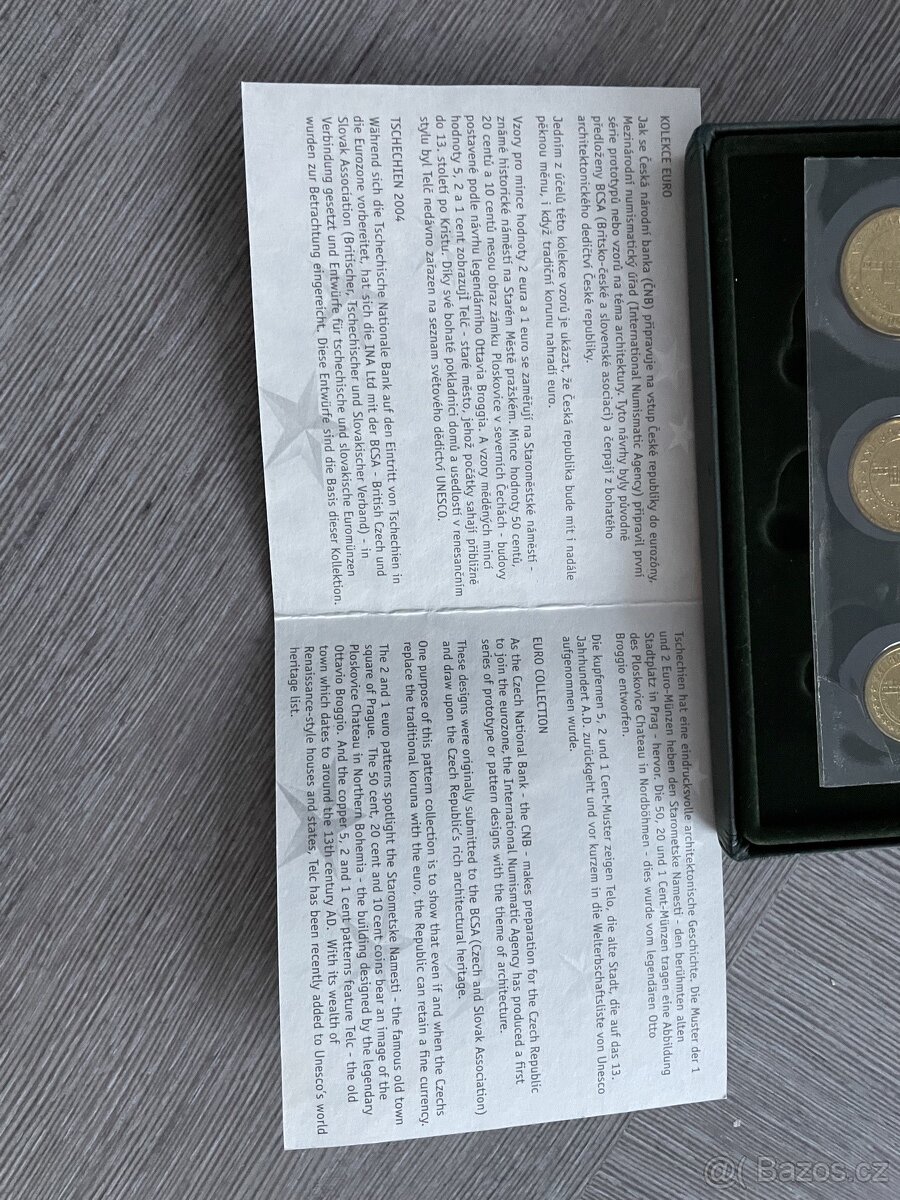 KOLEKCE EURO
Jak se Česká národní banka (ČNB) připravuje na vstup České republiky do eurozóny,
Mezinárodní numismatický úřad (International Numismatic Agency) připravil první
série prototypů nebo vzorů na téma architektury. Tyto návrhy byly původně
předloženy BCSA (Britsko-české a slovenské asociaci) a čerpají z bohatého
architektonického dědictví České republiky.
Jedním z účelů této kolekce vzorů je ukázat, že Česká republika bude mít i nadále
pěknou měnu, i když tradiční korunu nahradí euro.
Vzory pro mince hodnoty 2 eura a 1 euro se zaměřují na Staroměstské náměstí -
známé historické náměstí na Starém Městě pražském. Mince hodnoty 50 centů,
20 centů a 10 centů nesou obraz zámku Ploskovice v severních Čechách - budovy
postavené podle návrhu legendárního Ottavia Broggia. A vzory měděných mincí
hodnoty 5, 2 a 1 cent zobrazují Telč - staré město, jehož počátky sahají přibližně
do 13. století po Kristu. Díky své bohaté pokladnici domů a usedlostí v renesančním
stylu byl Telč nedávno zařazen na seznam světového dědictví UNESCO.
TSCHECHIEN 2004
Während sich die Tschechische Nationale Bank auf den Eintritt von Tschechien in
die Eurozone vorbereitet, hat sich die INA Ltd mit der BCSA - British Czech und
Slovak Association (Britischer, Tschechischer und Slovakischer Verband) - in
Verbindung gesetzt und Entwürfe für tschechische und slovakische Euromünzen
wurden zur Betrachtung eingereicht. Diese Entwürfe sind die Basis dieser Kollektion.
Tschechien hat eine eindrucksvolle architektonische Geschichte. Die Muster der 1
und 2 Euro-Münzen heben den Starometske Namesti - den berühmten alten
Stadtplatz in Prag - hervor. Die 50, 20 und 1 Cent-Münzen tragen eine Abbildung
des Ploskovice Chateau in Nordböhmen - dies wurde vom legendären Otto
Broggio entworfen.
Die kupfernen 5, 2 und 1 Cent-Muster zeigen Telo, die alte Stadt, die auf das 13.
Jahrhundert A.D. zurückgeht und vor kurzem in die Welterbschaftsliste von Unesco
aufgenommen wurde.
EURO COLLECTION
As the Czech National Bank - the CNB - makes preparation for the Czech Republic
to join the eurozone, the International Numismatic Agency has produced a first
series of prototype or pattern designs with the theme of architecture.
These designs were originally submitted to the BCSA (Czech and Slovak Association)
and draw upon the Czech Republic's rich architectural heritage.
One purpose of this pattern collection is to show that even if and when the Czechs
replace the traditional koruna with the euro, the Republic can retain a fine currency.
The 2 and 1 euro patterns spotlight the Starometske Namesti - the famous old town
square of Prague. The 50 cent, 20 cent and 10 cent coins bear an image of the
Ploskovice Chateau in Northern Bohemia - the building designed by the legendary
Ottavio Broggio. And the copper 5, 2 and 1 cent patterns feature Telc - the old
town which dates to around the 13th century AD. With its wealth of
Renaissance-style houses and states, Telc has been recently added to Unesco's world
heritage list.
@( Bazos.cz